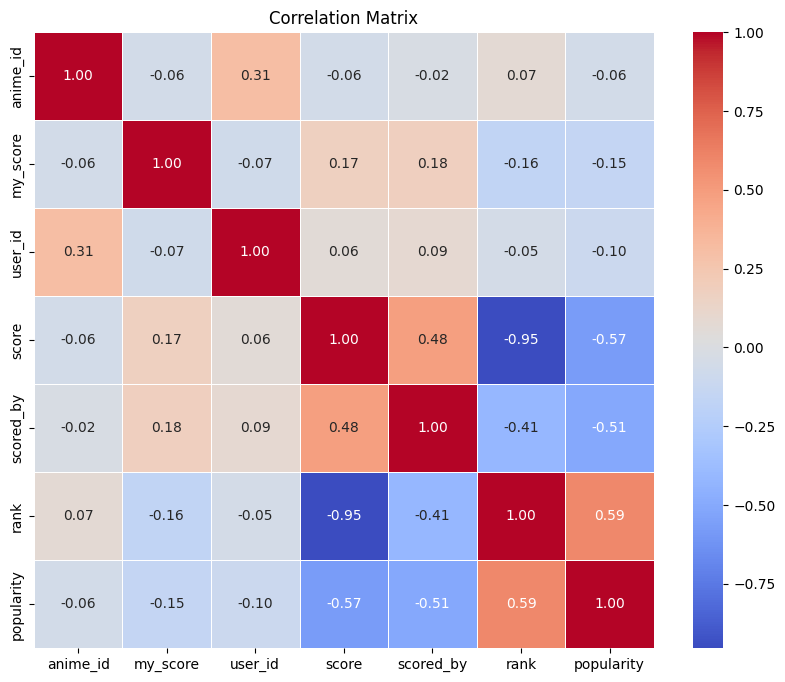 Correlation Matrix
anime_id 1.00 -0.06 0.31 -0.06 -0.02 0.07 -0.06
my_score -0.06 1.00 -0.07 0.17 0.18 -0.16 -0.15
user_id 0.31 -0.07 1.00 0.06 0.09 -0.05 -0.10
score -0.06 0.17 0.06 1.00 0.48 -0.95 -0.57
scored_by -0.02 0.18 0.09 0.48 1.00 -0.41 -0.51
rank 0.07 -0.16 -0.05 -0.95 -0.41 1.00 0.59
popularity -0.06 -0.15 -0.10 -0.57 -0.51 0.59 1.00
anime_id my_score user_id score scored_by rank popularity
1.00
0.75
0.50
0.25
0.00
−0.25
−0.50
−0.75